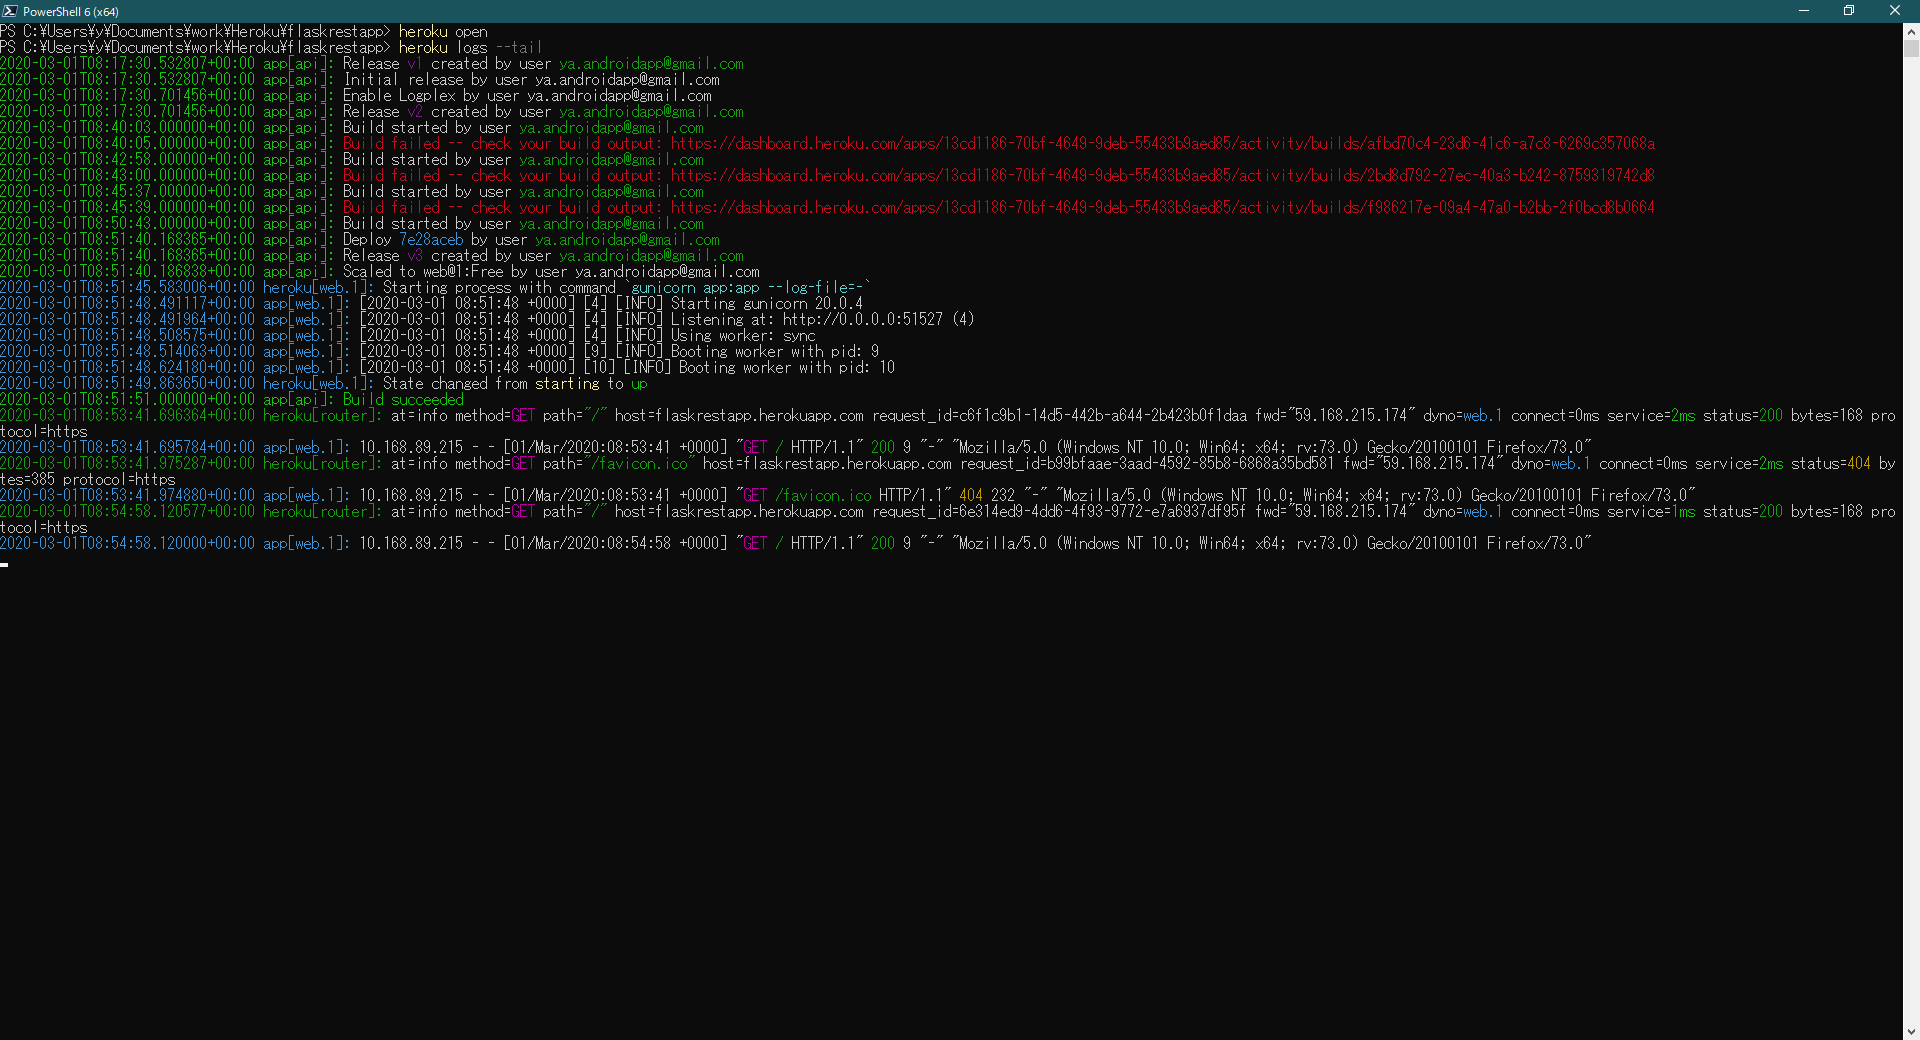 PowerShell 6 (x64)
PS C:¥Users¥y¥Documents¥work¥Heroku¥flaskrestapp> heroku open
PS C:¥Users¥y¥Documents¥work¥Heroku¥flaskrestapp> heroku logs --tail
2020-03-01T08:17:30.532807+00:00 app[api]: Release v1 created by user ya.androidapp@gmail.com
2020-03-01T08:17:30.532807+00:00 app[api]: Initial release by user ya.androidapp@gmail.com
2020-03-01T08:17:30.701456+00:00 app[api]: Enable Logplex by user ya.androidapp@gmail.com
2020-03-01T08:17:30.701456+00:00 app[api]: Release v2 created by user ya.androidapp@gmail.com
2020-03-01T08:40:03.000000+00:00 app[api]: Build started by user ya.androidapp@gmail.com
2020-03-01T08:40:05.000000+00:00 app[api]: Build failed -- check your build output: https://dashboard.heroku.com/apps/13cd1186-70bf-4649-9deb-55433b9aed85/activity/builds/afbd70c4-23d6-41c6-a7c8-6269c357068a
2020-03-01T08:42:58.000000+00:00 app[api]: Build started by user ya.androidapp@gmail.com
2020-03-01T08:43:00.000000+00:00 app[api]: Build failed -- check your build output: https://dashboard.heroku.com/apps/13cd1186-70bf-4649-9deb-55433b9aed85/activity/builds/2bd8d792-27ec-40a3-b242-8759319742d8
2020-03-01T08:45:37.000000+00:00 app[api]: Build started by user ya.androidapp@gmail.com
2020-03-01T08:45:39.000000+00:00 app[api]: Build failed -- check your build output: https://dashboard.heroku.com/apps/13cd1186-70bf-4649-9deb-55433b9aed85/activity/builds/f986217e-09a4-47a0-b2bb-2f0bcd8b0664
2020-03-01T08:50:43.000000+00:00 app[api]: Build started by user ya.androidapp@gmail.com
2020-03-01T08:51:40.168365+00:00 app[api]: Deploy 7e28aceb by user ya.androidapp@gmail.com
2020-03-01T08:51:40.168365+00:00 app[api]: Release v3 created by user ya.androidapp@gmail.com
2020-03-01T08:51:40.186838+00:00 app[api]: Scaled to web@1:Free by user ya.androidapp@gmail.com
2020-03-01T08:51:45.583006+00:00 heroku[web.1]: Starting process with command `gunicorn app:app --log-file=-`
2020-03-01T08:51:48.491117+00:00 app[web.1]: [2020-03-01 08:51:48 +0000] [4] [INFO] Starting gunicorn 20.0.4
2020-03-01T08:51:48.491964+00:00 app[web.1]: [2020-03-01 08:51:48 +0000] [4] [INFO] Listening at: http://0.0.0.0:51527 (4)
2020-03-01T08:51:48.508575+00:00 app[web.1]: [2020-03-01 08:51:48 +0000] [4] [INFO] Using worker: sync
2020-03-01T08:51:48.514063+00:00 app[web.1]: [2020-03-01 08:51:48 +0000] [9] [INFO] Booting worker with pid: 9
2020-03-01T08:51:48.624180+00:00 app[web.1]: [2020-03-01 08:51:48 +0000] [10] [INFO] Booting worker with pid: 10
2020-03-01T08:51:49.863650+00:00 heroku[web.1]: State changed from starting to up
2020-03-01T08:51:51.000000+00:00 app[api]: Build succeeded
2020-03-01T08:53:41.696364+00:00 heroku[router]: at=info method=GET path="/" host=flaskrestapp.herokuapp.com request_id=c6f1c9b1-14d5-442b-a644-2b423b0f1daa fwd="59.168.215.174" dyno=web.1 connect=0ms service=2ms status=200 bytes=168 pro
tocol=https
2020-03-01T08:53:41.695784+00:00 app[web.1]: 10.168.89.215 - - [01/Mar/2020:08:53:41 +0000] "GET / HTTP/1.1" 200 9 "-" "Mozilla/5.0 (Windows NT 10.0; Win64; x64; rv:73.0) Gecko/20100101 Firefox/73.0"
2020-03-01T08:53:41.975287+00:00 heroku[router]: at=info method=GET path="/favicon.ico" host=flaskrestapp.herokuapp.com request_id=b99bfaae-3aad-4592-85b8-6868a35bd581 fwd="59.168.215.174" dyno=web.1 connect=0ms service=2ms status=404 by
tes=385 protocol=https
2020-03-01T08:53:41.974880+00:00 app[web.1]: 10.168.89.215 - - [01/Mar/2020:08:53:41 +0000] "GET /favicon.ico HTTP/1.1" 404 232 "-" "Mozilla/5.0 (Windows NT 10.0; Win64; x64; rv:73.0) Gecko/20100101 Firefox/73.0"
2020-03-01T08:54:58.120577+00:00 heroku[router]: at=info method=GET path="/" host=flaskrestapp.herokuapp.com request_id=6e314ed9-4dd6-4f93-9772-e7a6937df95f fwd="59.168.215.174" dyno=web.1 connect=0ms service=1ms status=200 bytes=168 pro
tocol=https
2020-03-01T08:54:58.120000+00:00 app[web.1]: 10.168.89.215 - - [01/Mar/2020:08:54:58 +0000] "GET / HTTP/1.1" 200 9 "-" "Mozilla/5.0 (Windows NT 10.0; Win64; x64; rv:73.0) Gecko/20100101 Firefox/73.0"